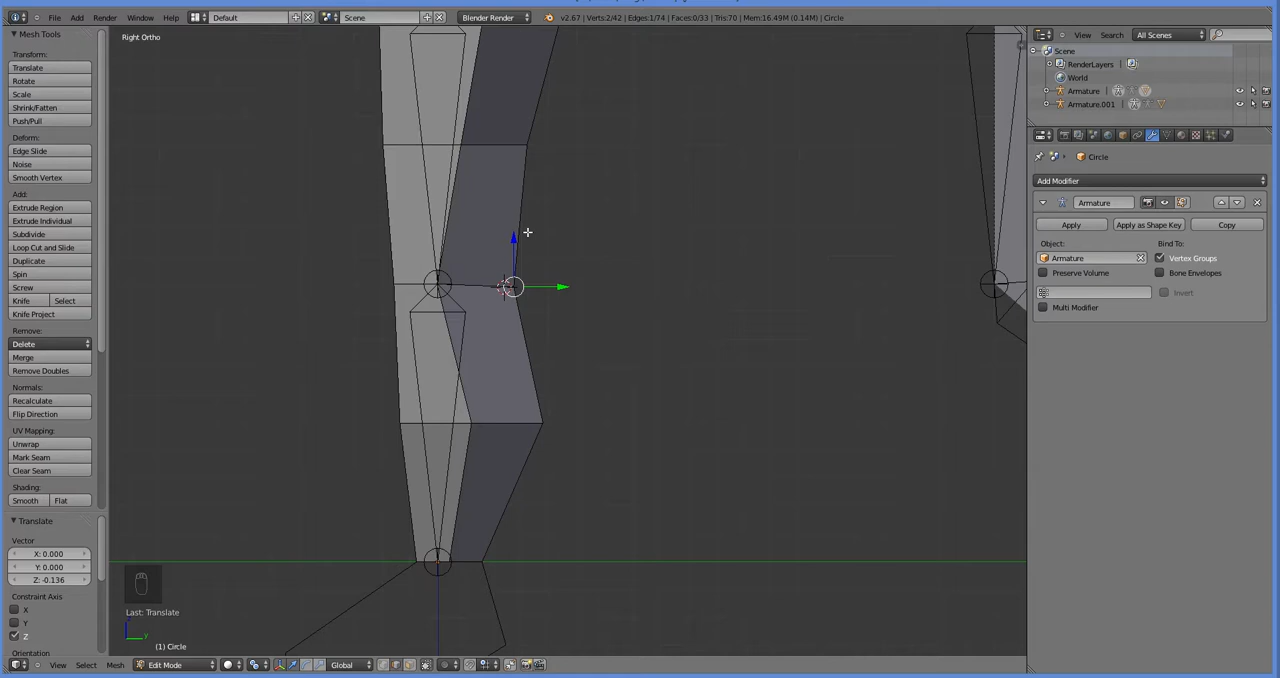 File Add Render Window Help Default Scene Blender Render v2.67 | Verts:2/42 | Edges:1/74 | Faces:0/33 | Tris:70 | Mem:16.49M (0.14M) | Circle
Mesh Tools
Transform:
Translate
Rotate
Scale
Shrink/Fatten
Push/Pull
Deform:
Edge Slide
Noise
Smooth Vertex
Add:
Extrude Region
Extrude Individual
Subdivide
Loop Cut and Slide
Duplicate
Spin
Screw
Knife Select
Knife Project
Remove:
Delete
Merge
Remove Doubles
Normals:
Recalculate
Flip Direction
UV Mapping:
Unwrap
Mark Seam
Clear Seam
Shading:
Smooth Flat
Translate
Vector
X: 0.000
Y: 0.000
Z: -0.136
Constraint Axis
X
Y
Z
Orientation
Right Ortho
Last: Translate
z
y
(1) Circle
View Select Mesh Edit Mode Global
View Search All Scenes
Scene
RenderLayers
World
Armature
Armature.001
Circle
Add Modifier
Armature
Apply Apply as Shape Key Copy
Object: Bind To:
Armature Vertex Groups
Preserve Volume Bone Envelopes
Invert
Multi Modifier